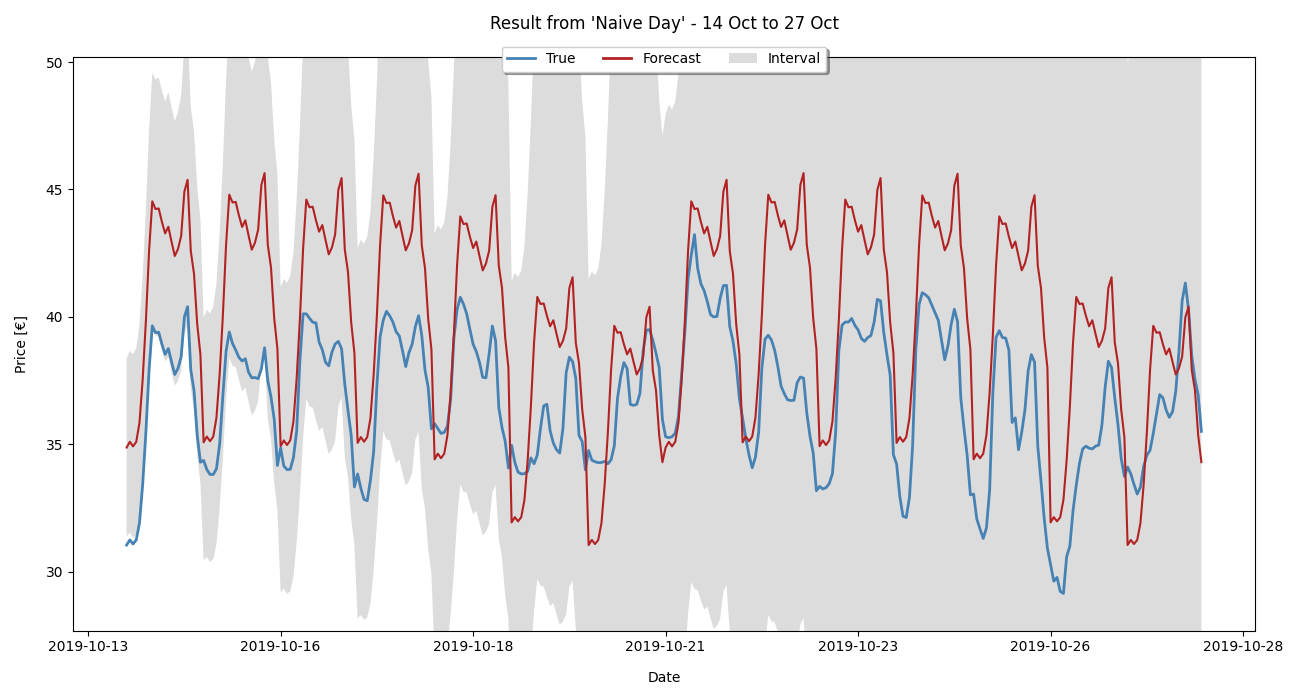 Result from 'Naive Day' - 14 Oct to 27 Oct
True Forecast Interval
50
45
40
35
30
Price [€]
2019-10-13 2019-10-16 2019-10-18 2019-10-21 2019-10-23 2019-10-26 2019-10-28
Date